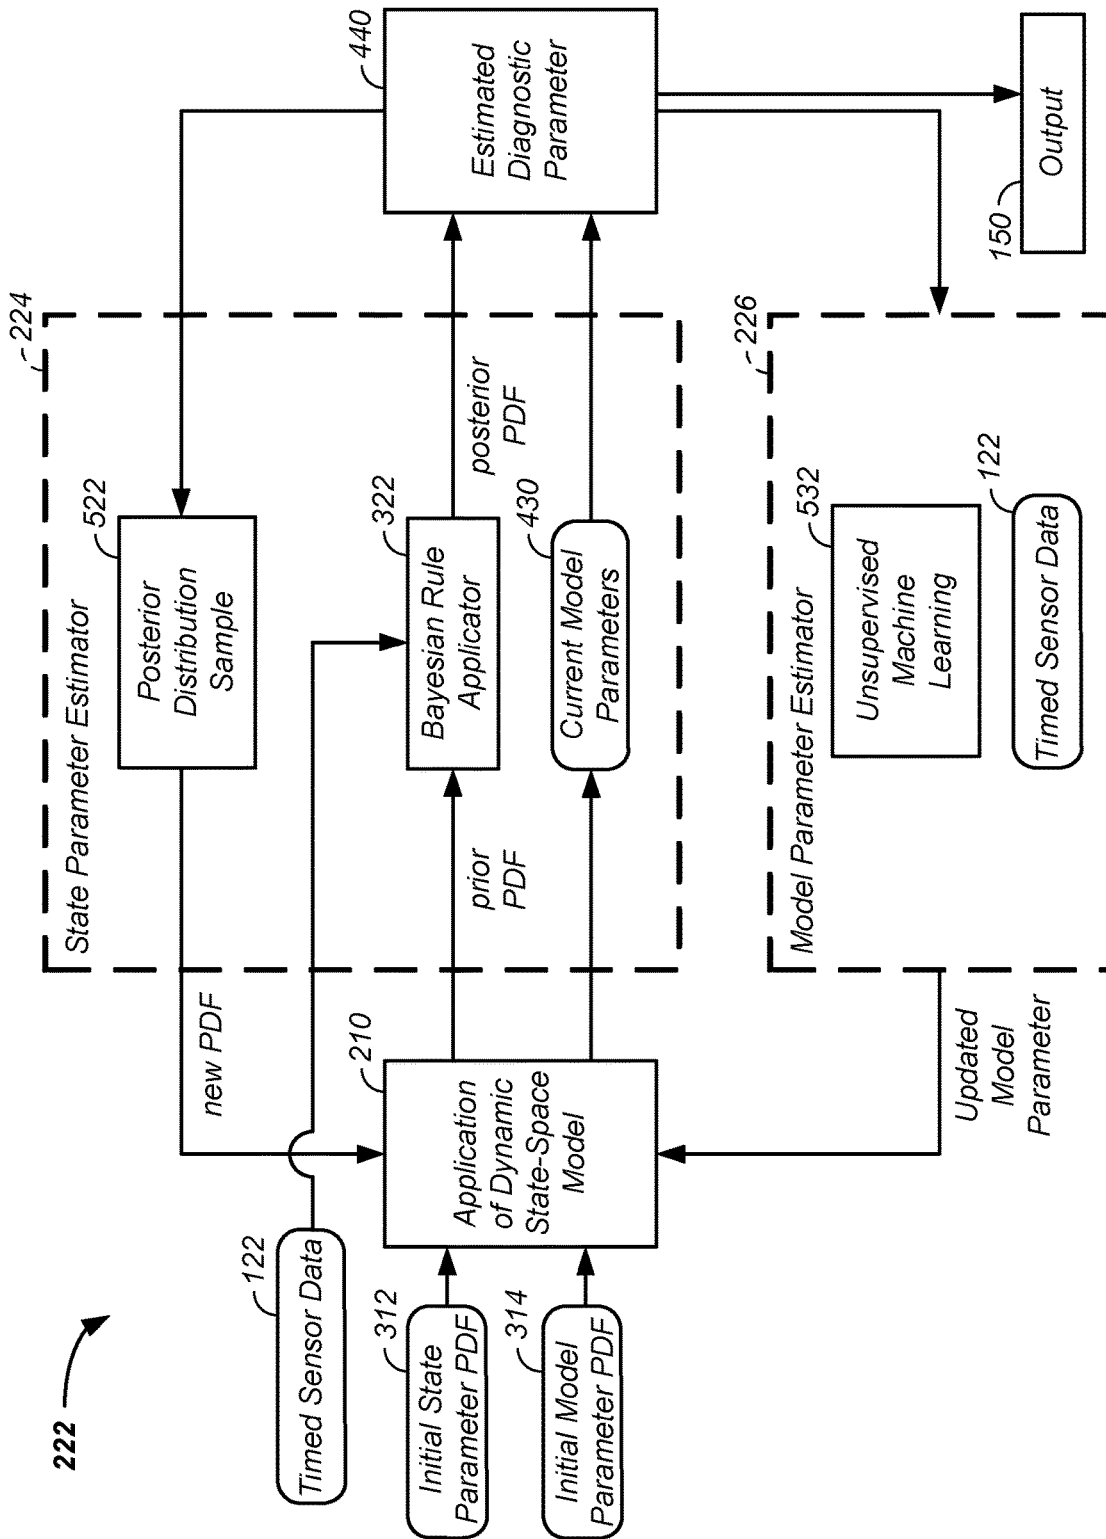 222
122
Timed Sensor Data
312
Initial State
Parameter PDF
314
Initial Model
Parameter PDF
new PDF
210
Application
of Dynamic
State-Space
Model
Updated
Model
Parameter
224
State Parameter Estimator
522
Posterior
Distribution
Sample
prior
PDF
322
Bayesian Rule
Applicator
posterior
PDF
430
Current Model
Parameters
226
Model Parameter Estimator
532
Unsupervised
Machine
Learning
122
Timed Sensor Data
440
Estimated
Diagnostic
Parameter
150
Output